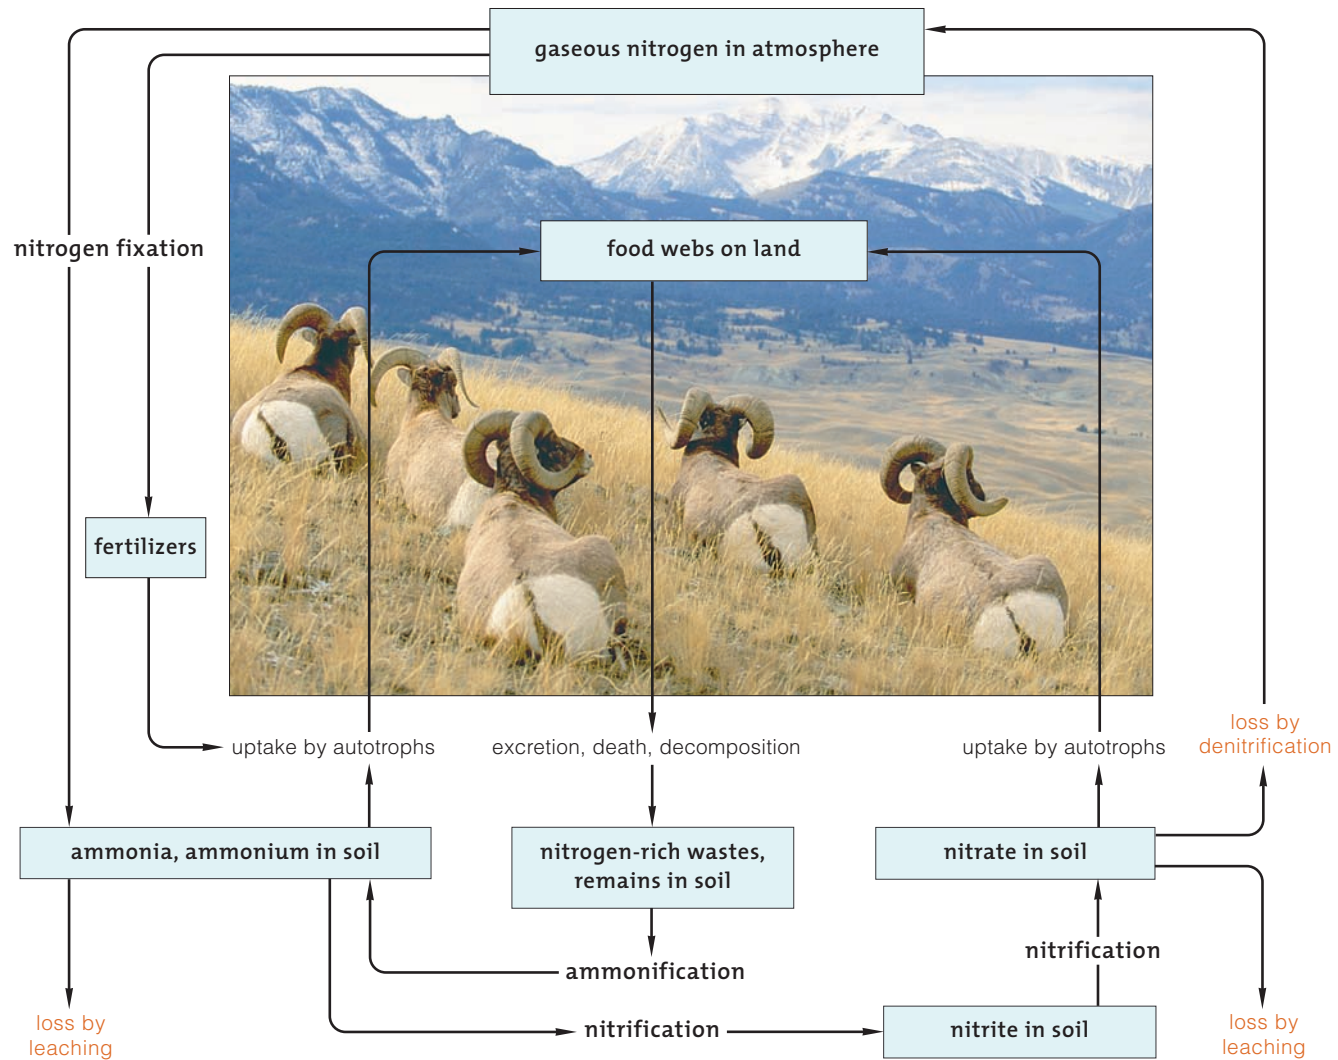 gaseous nitrogen in atmosphere
nitrogen fixation
food webs on land
fertilizers
uptake by autotrophs
excretion, death, decomposition
uptake by autotrophs
loss by
denitrification
ammonia, ammonium in soil
nitrogen-rich wastes,
remains in soil
nitrate in soil
nitrification
ammonification
loss by
leaching
nitrification
nitrite in soil
loss by
leaching